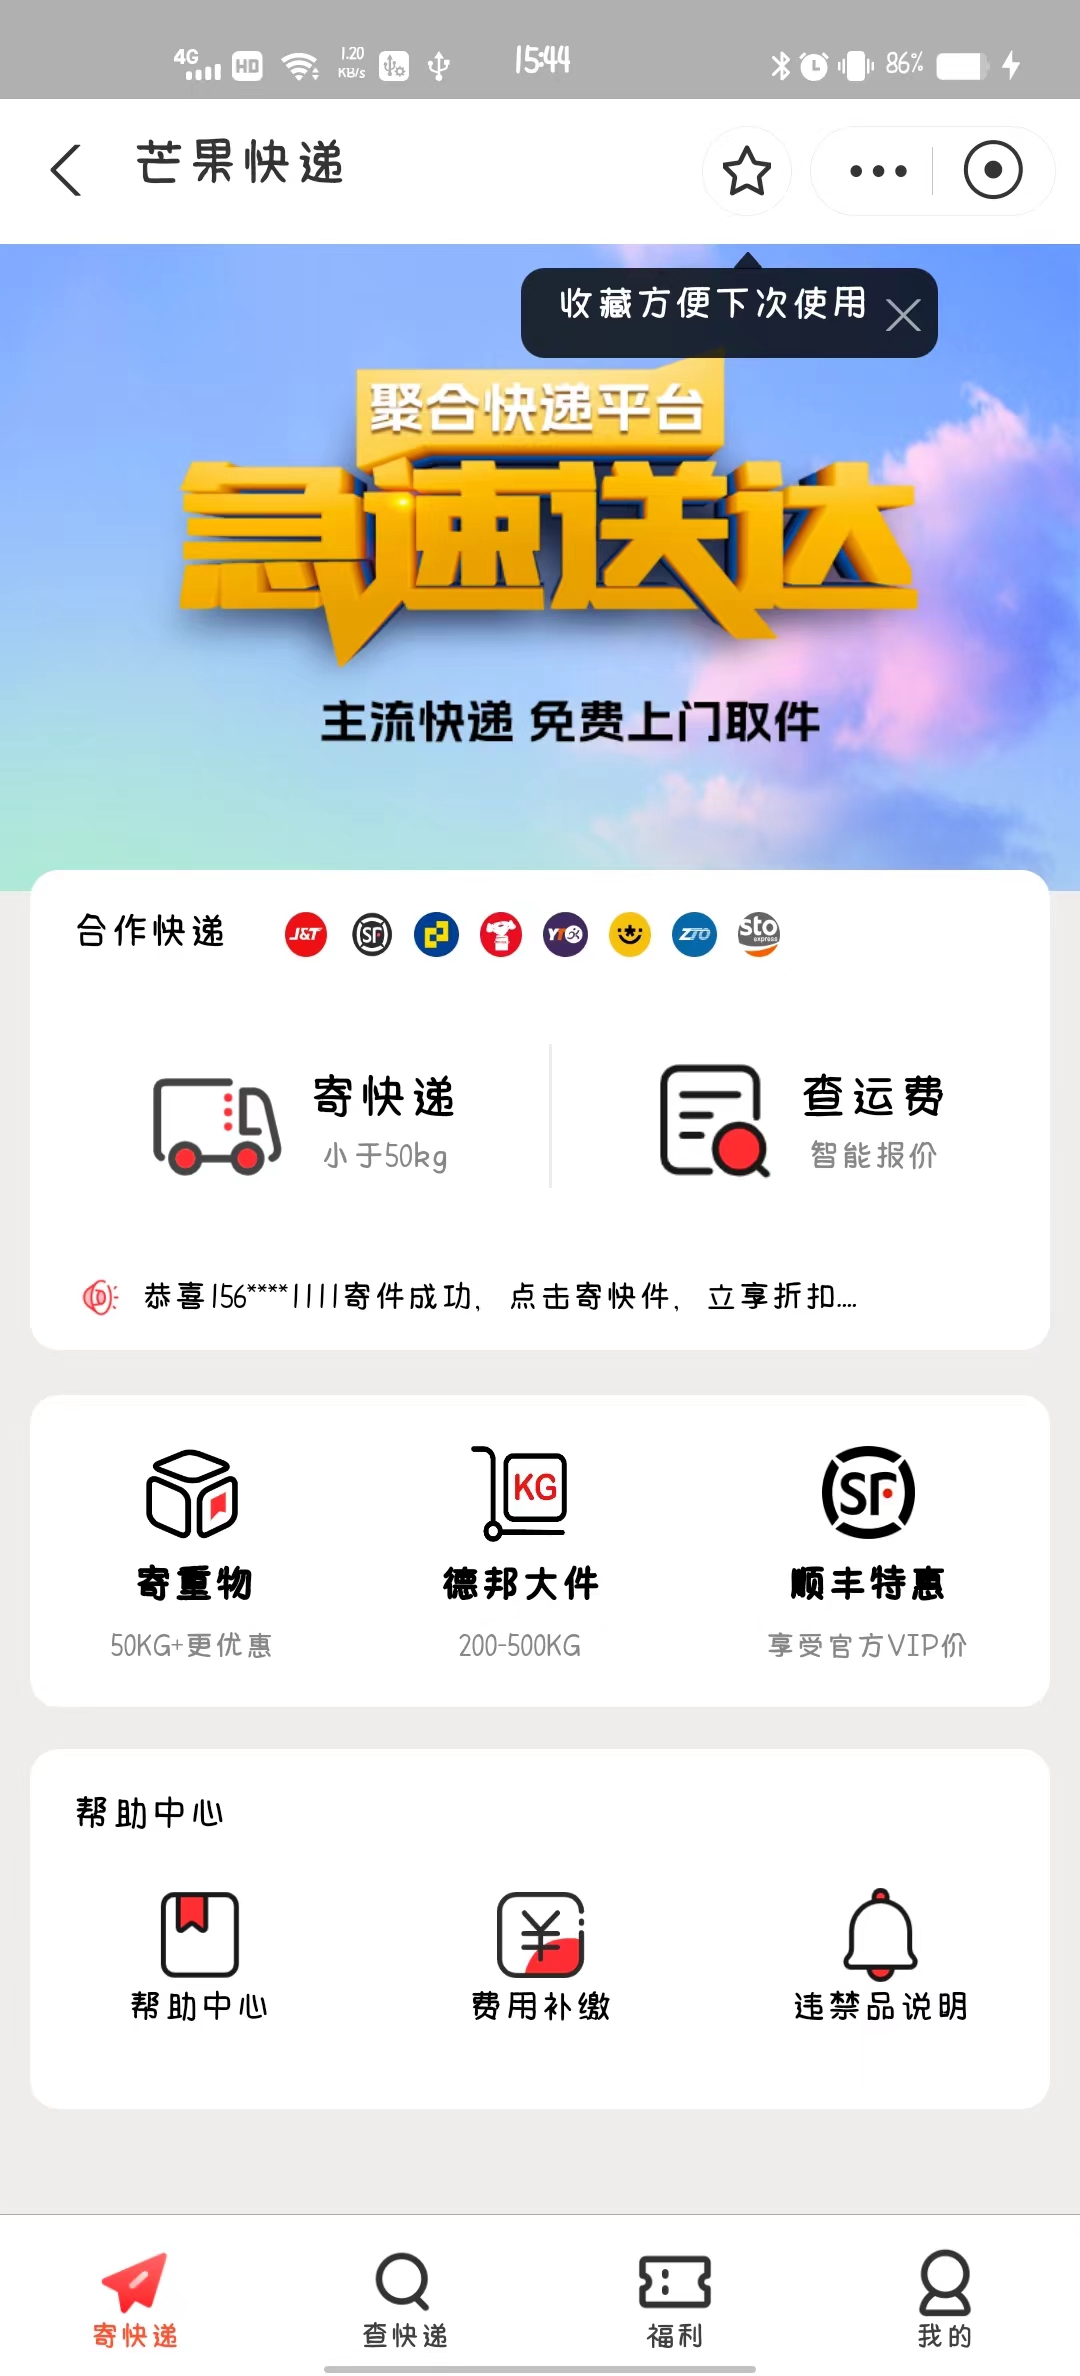 4G HD 1.20 KB/s 15:44 86%
芒果快递
收藏方便下次使用
聚合快递平台
急速送达
主流快递 免费上门取件
合作快递 J&T SF YTO ZTO sto express
寄快递 查运费
小于50kg 智能报价
恭喜156****1111寄件成功，点击寄快件，立享折扣....
KG SF
寄重物 德邦大件 顺丰特惠
50KG+更优惠 200-500KG 享受官方VIP价
帮助中心
帮助中心 费用补缴 违禁品说明
寄快递 查快递 福利 我的